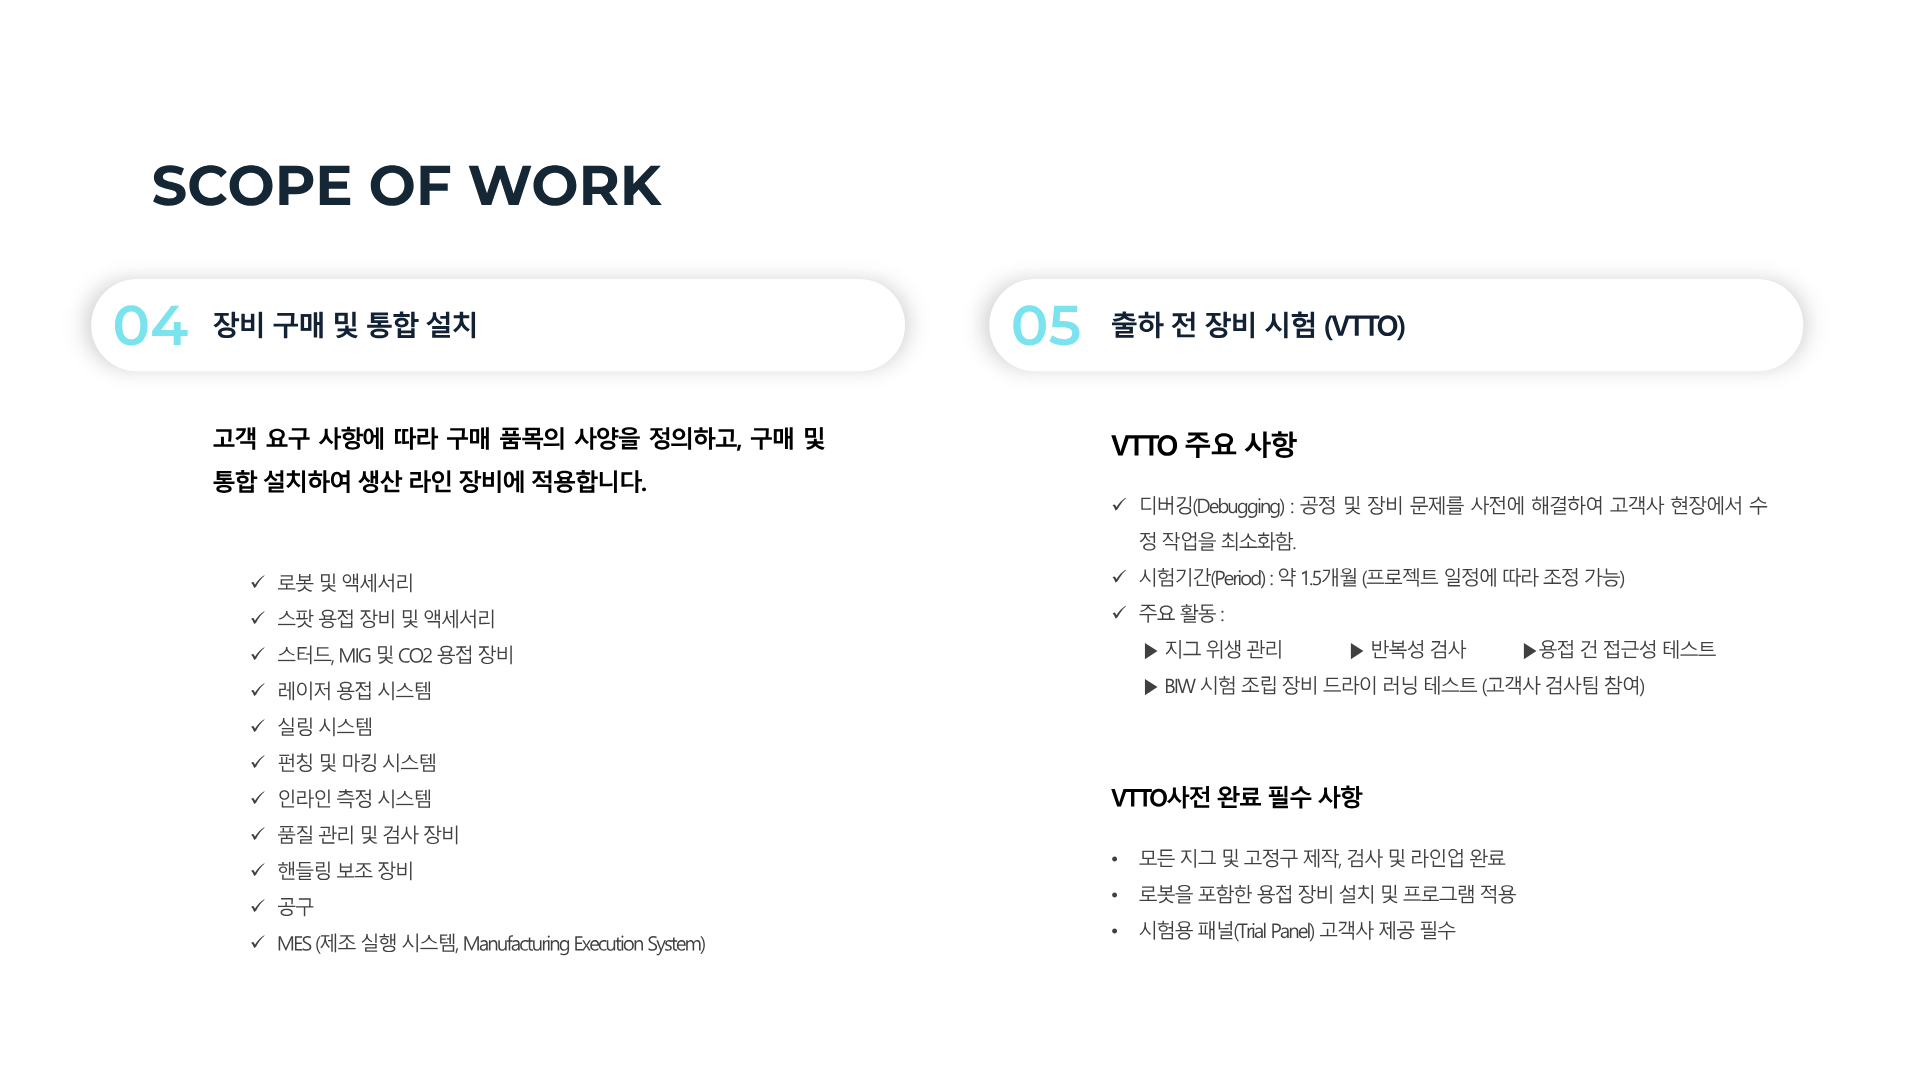 SCOPE OF WORK
04 장비 구매 및 통합 설치
고객 요구 사항에 따라 구매 품목의 사양을 정의하고, 구매 및
통합 설치하여 생산 라인 장비에 적용합니다.
✓ 로봇 및 액세서리
✓ 스팟 용접 장비 및 액세서리
✓ 스터드, MIG 및 CO2 용접 장비
✓ 레이저 용접 시스템
✓ 실링 시스템
✓ 펀칭 및 마킹 시스템
✓ 인라인 측정 시스템
✓ 품질 관리 및 검사 장비
✓ 핸들링 보조 장비
✓ 공구
✓ MES (제조 실행 시스템, Manufacturing Execution System)
05 출하 전 장비 시험 (VTTO)
VTTO 주요 사항
✓ 디버깅(Debugging) : 공정 및 장비 문제를 사전에 해결하여 고객사 현장에서 수
정 작업을 최소화함.
✓ 시험기간(Period) : 약 1.5개월 (프로젝트 일정에 따라 조정 가능)
✓ 주요 활동 :
▶ 지그 위생 관리 ▶ 반복성 검사 ▶용접 건 접근성 테스트
▶ BIW 시험 조립 장비 드라이 러닝 테스트 (고객사 검사팀 참여)
VTTO사전 완료 필수 사항
• 모든 지그 및 고정구 제작, 검사 및 라인업 완료
• 로봇을 포함한 용접 장비 설치 및 프로그램 적용
• 시험용 패널(Trial Panel) 고객사 제공 필수